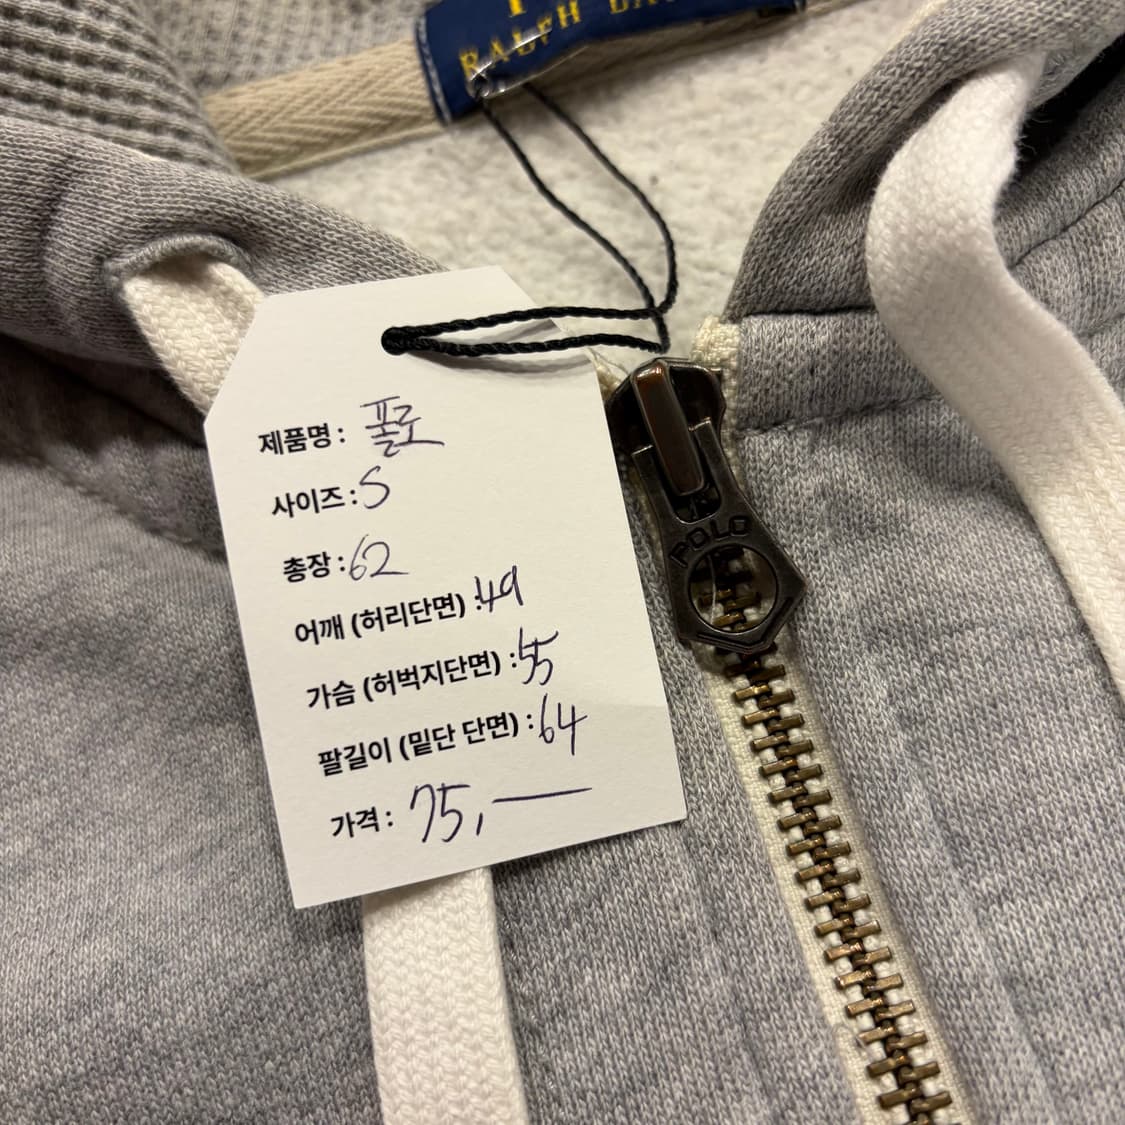 RALPH
제품명 : 폴로
사이즈 : S
총장 : 62
어깨 (허리단면) : 49
가슴 (허벅지단면) : 55
팔길이 (밑단 단면) : 64
가격 : 75,―
POLO